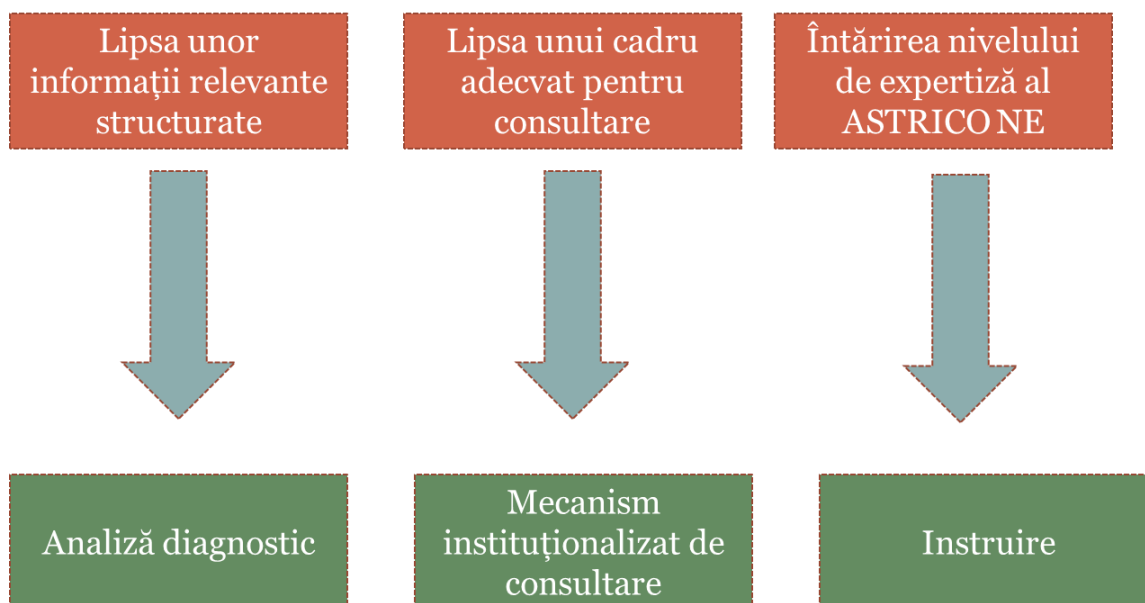 Lipsa unor
informații relevante
structurate
Lipsa unui cadru
adecvat pentru
consultare
Întărirea nivelului
de expertiză al
ASTRICO NE
Analiză diagnostic
Mecanism
instituționalizat de
consultare
Instruire